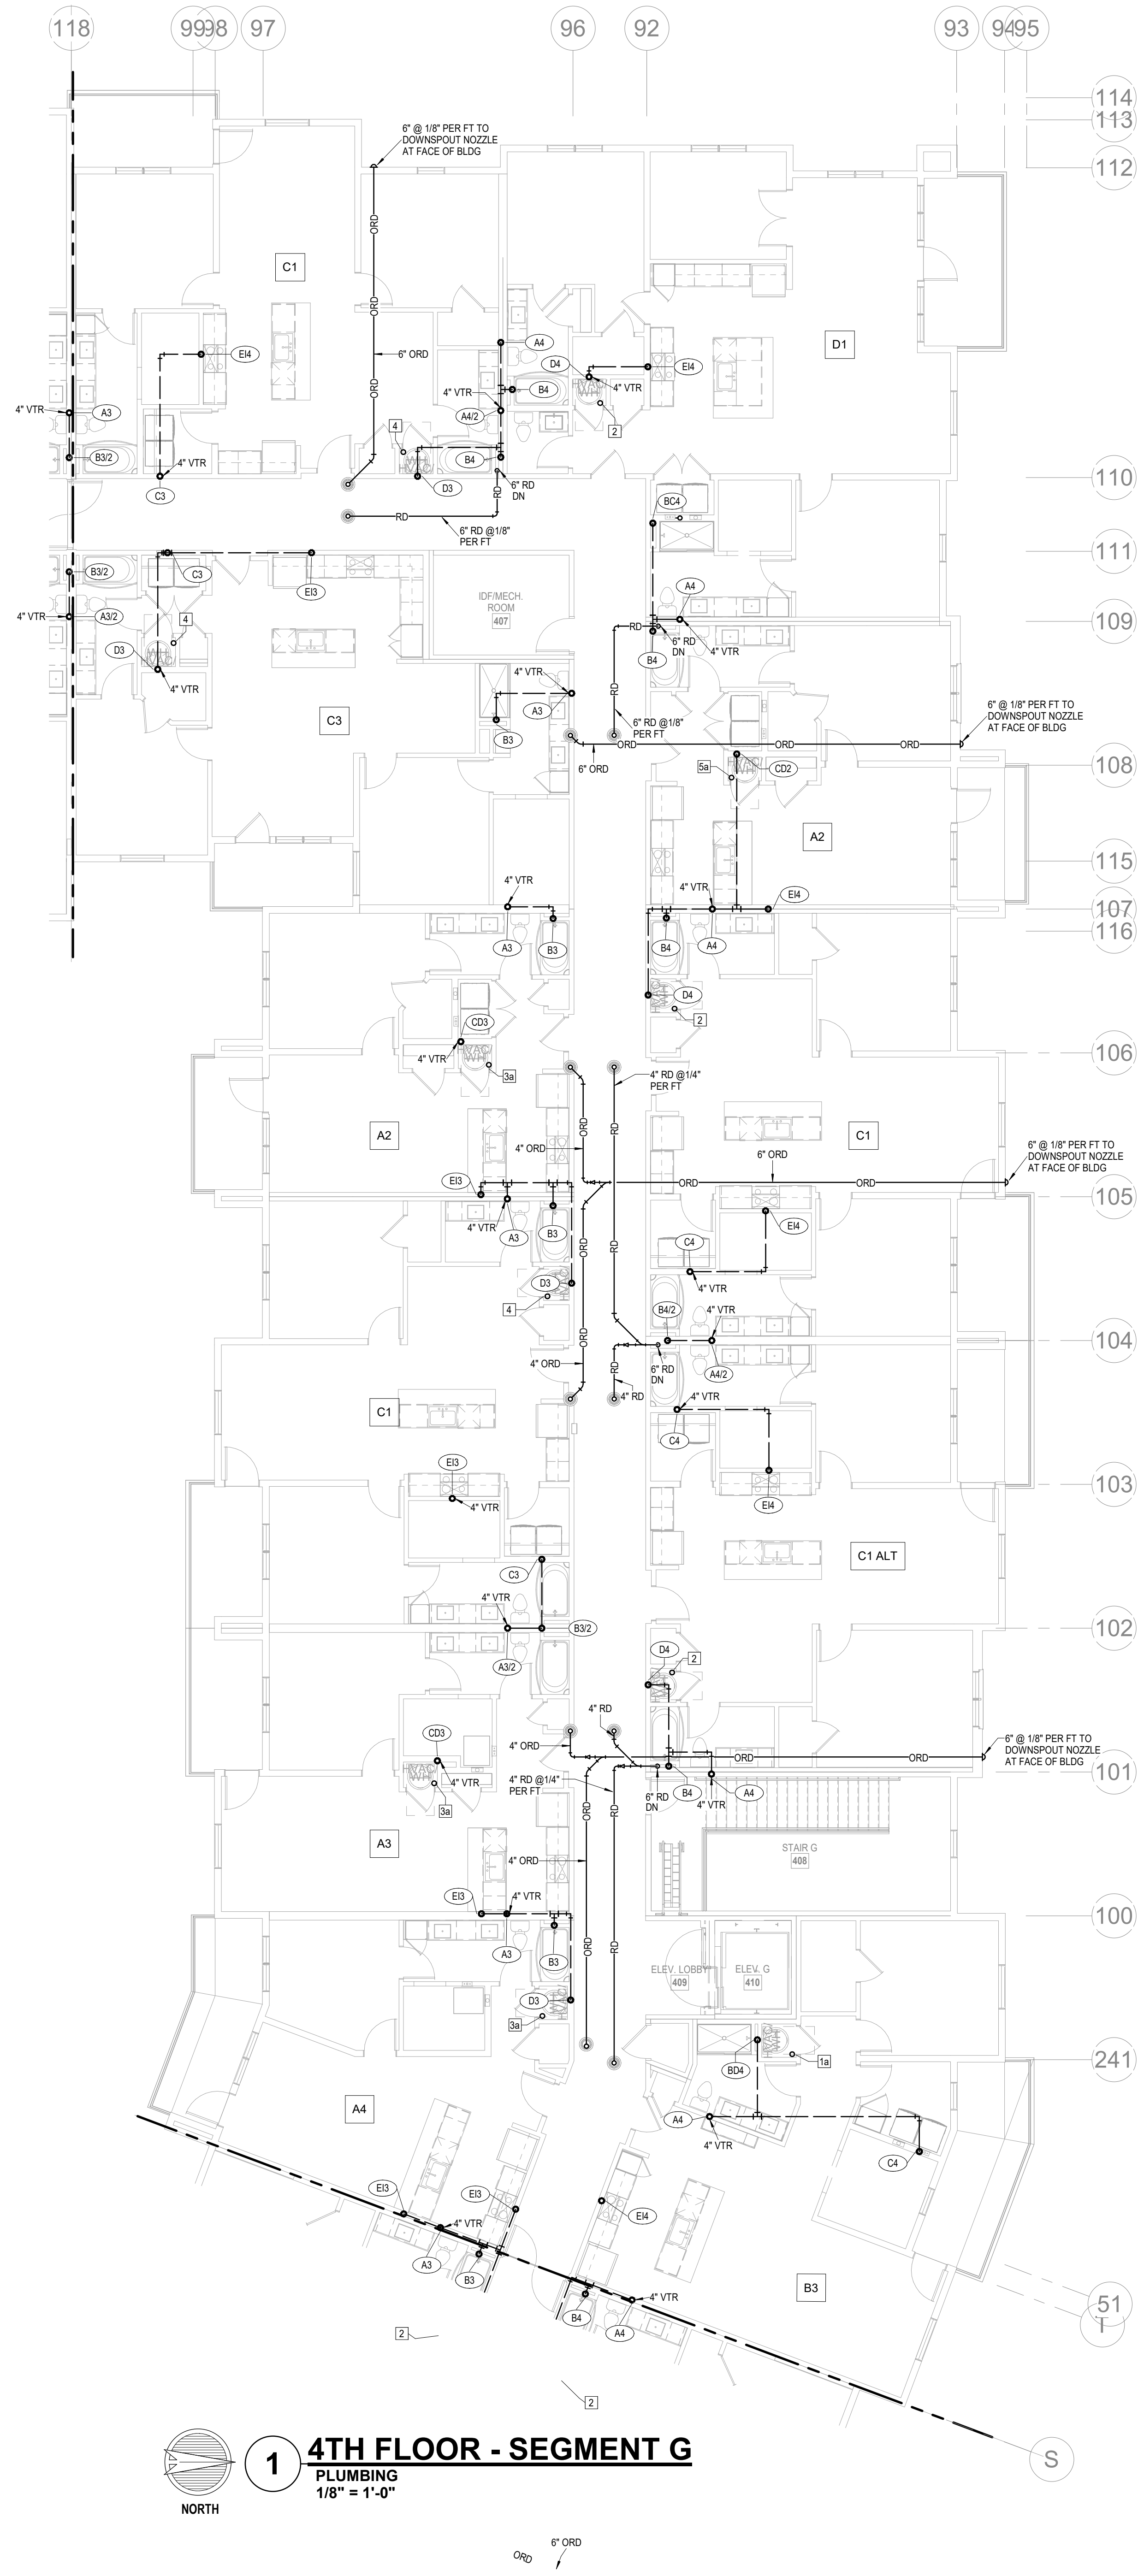 118
99
98
97
96
92
93
94
95
114
113
112
6" @ 1/8" PER FT TO
DOWNSPOUT NOZZLE
AT FACE OF BLDG
ORD
C1
ORD
D1
A4
EI4
6" ORD
D4
EI4
ORD
4" VTR
4" VTR
B4
4" VTR
A3
A4/2
2
4
B3/2
4" VTR
B4
110
C3
D3
6" RD
DN
RD
BC4
RD
6" RD @1/8"
PER FT
111
B3/2
C3
EI3
IDF/MECH.
ROOM
407
A4
4" VTR
A3/2
4
RD
109
6" RD
DN
4" VTR
D3
B4
4" VTR
4" VTR
RD
A3
C3
6" RD @1/8"
PER FT
6" @ 1/8" PER FT TO
DOWNSPOUT NOZZLE
AT FACE OF BLDG
B3
ORD
ORD
ORD
6" ORD
5a
CD2
108
A2
115
4" VTR
4" VTR
EI4
107
A3
B3
B4
A4
116
D4
CD3
2
106
4" VTR
3a
4" RD @1/4"
PER FT
A2
ORD
RD
C1
4" ORD
6" @ 1/8" PER FT TO
DOWNSPOUT NOZZLE
AT FACE OF BLDG
6" ORD
EI3
ORD
ORD
105
4" VTR
A3
B3
EI4
ORD
RD
C4
D3
4" VTR
4
B4/2
4" VTR
ORD
104
4" ORD
RD
6" RD
DN
A4/2
4" RD
4" VTR
C1
C4
EI3
4" VTR
EI4
103
C1 ALT
C3
4" VTR
B3/2
102
A3/2
D4
2
4" RD
CD3
4" ORD
6" @ 1/8" PER FT TO
DOWNSPOUT NOZZLE
AT FACE OF BLDG
ORD
ORD
101
4" VTR
4" RD @1/4"
PER FT
6" RD
DN
B4
A4
4" VTR
3a
ORD
RD
A3
STAIR G
408
4" ORD
EI3
4" VTR
100
A3
B3
ORD
RD
ELEV. LOBBY
409
ELEV. G
410
D3
3a
BD4
1a
241
A4
A4
4" VTR
C4
EI3
EI3
EI4
4" VTR
A3
B3
B3
B4
4" VTR
A4
51
T
2
2
S
1
4TH FLOOR - SEGMENT G
PLUMBING
1/8" = 1'-0"
NORTH
6" ORD
ORD